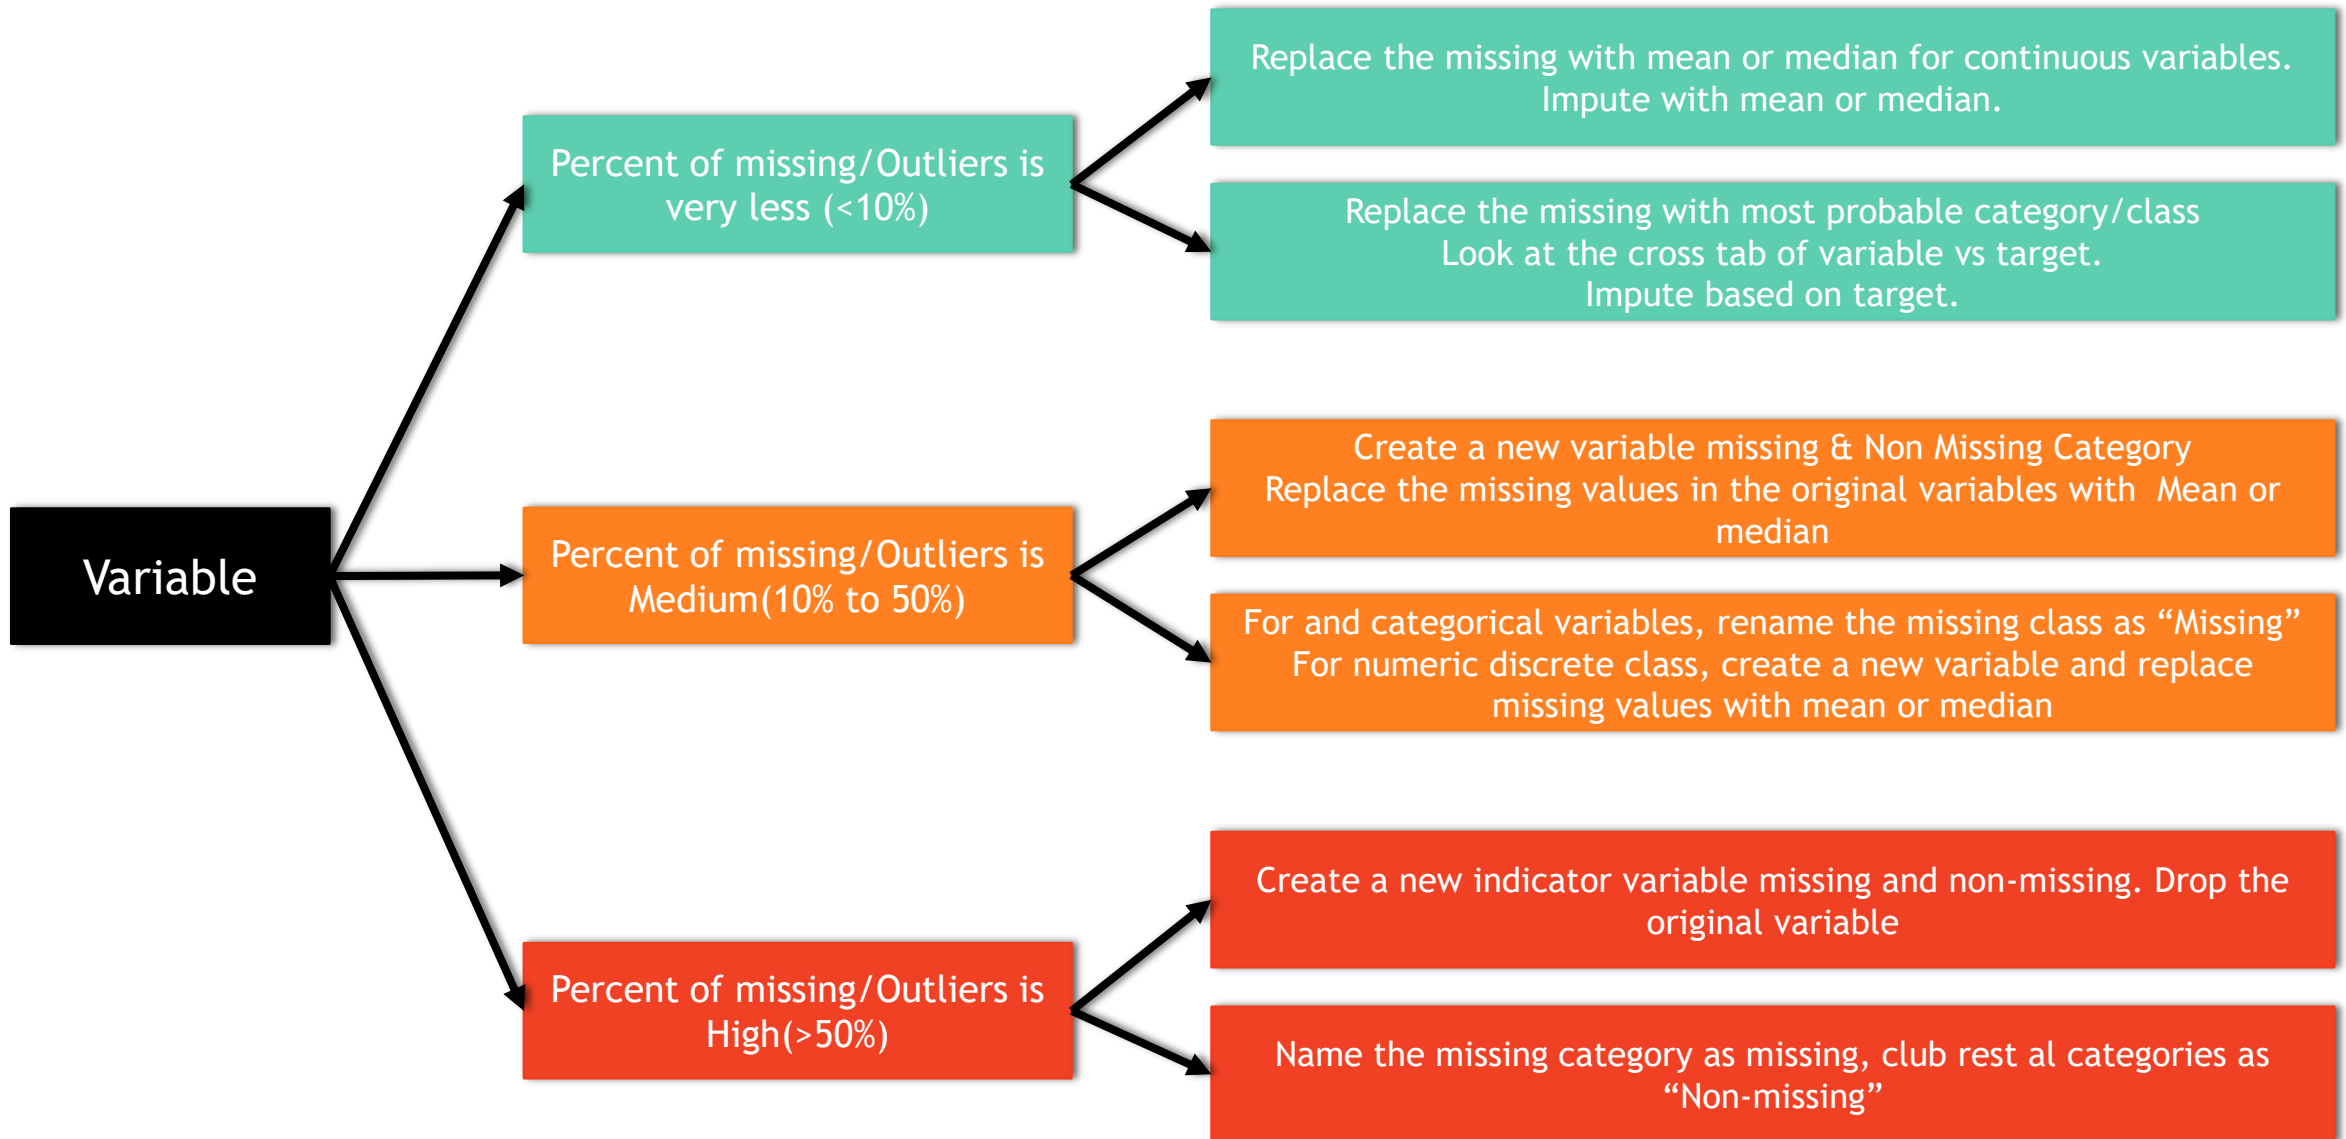 Variable
Percent of missing/Outliers is
very less (<10%)
Replace the missing with mean or median for continuous variables.
Impute with mean or median.
Replace the missing with most probable category/class
Look at the cross tab of variable vs target.
Impute based on target.
Percent of missing/Outliers is
Medium(10% to 50%)
Create a new variable missing & Non Missing Category
Replace the missing values in the original variables with  Mean or
median
For and categorical variables, rename the missing class as “Missing”
For numeric discrete class, create a new variable and replace
missing values with mean or median
Percent of missing/Outliers is
High(>50%)
Create a new indicator variable missing and non-missing. Drop the
original variable
Name the missing category as missing, club rest al categories as
“Non-missing”